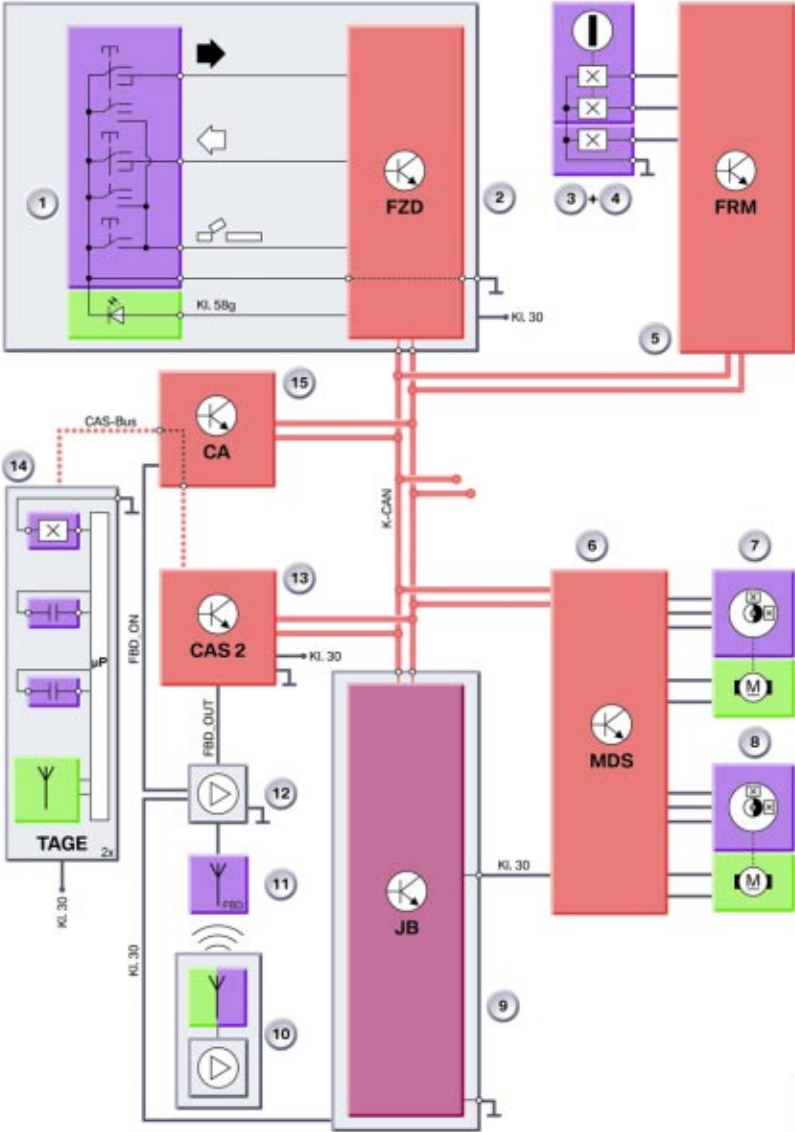 1
FZD
2
Kl. 58g
Kl. 30
3 + 4
FRM
5
15
CAS-Bus
CA
14
K-CAN
6
7
13
FBD_ON
CAS 2
Kl. 30
µP
M
FBD_OUT
MDS
8
12
TAGE
2x
M
11
FBD
Kl. 30
Kl. 30
JB
Kl. 30
9
10